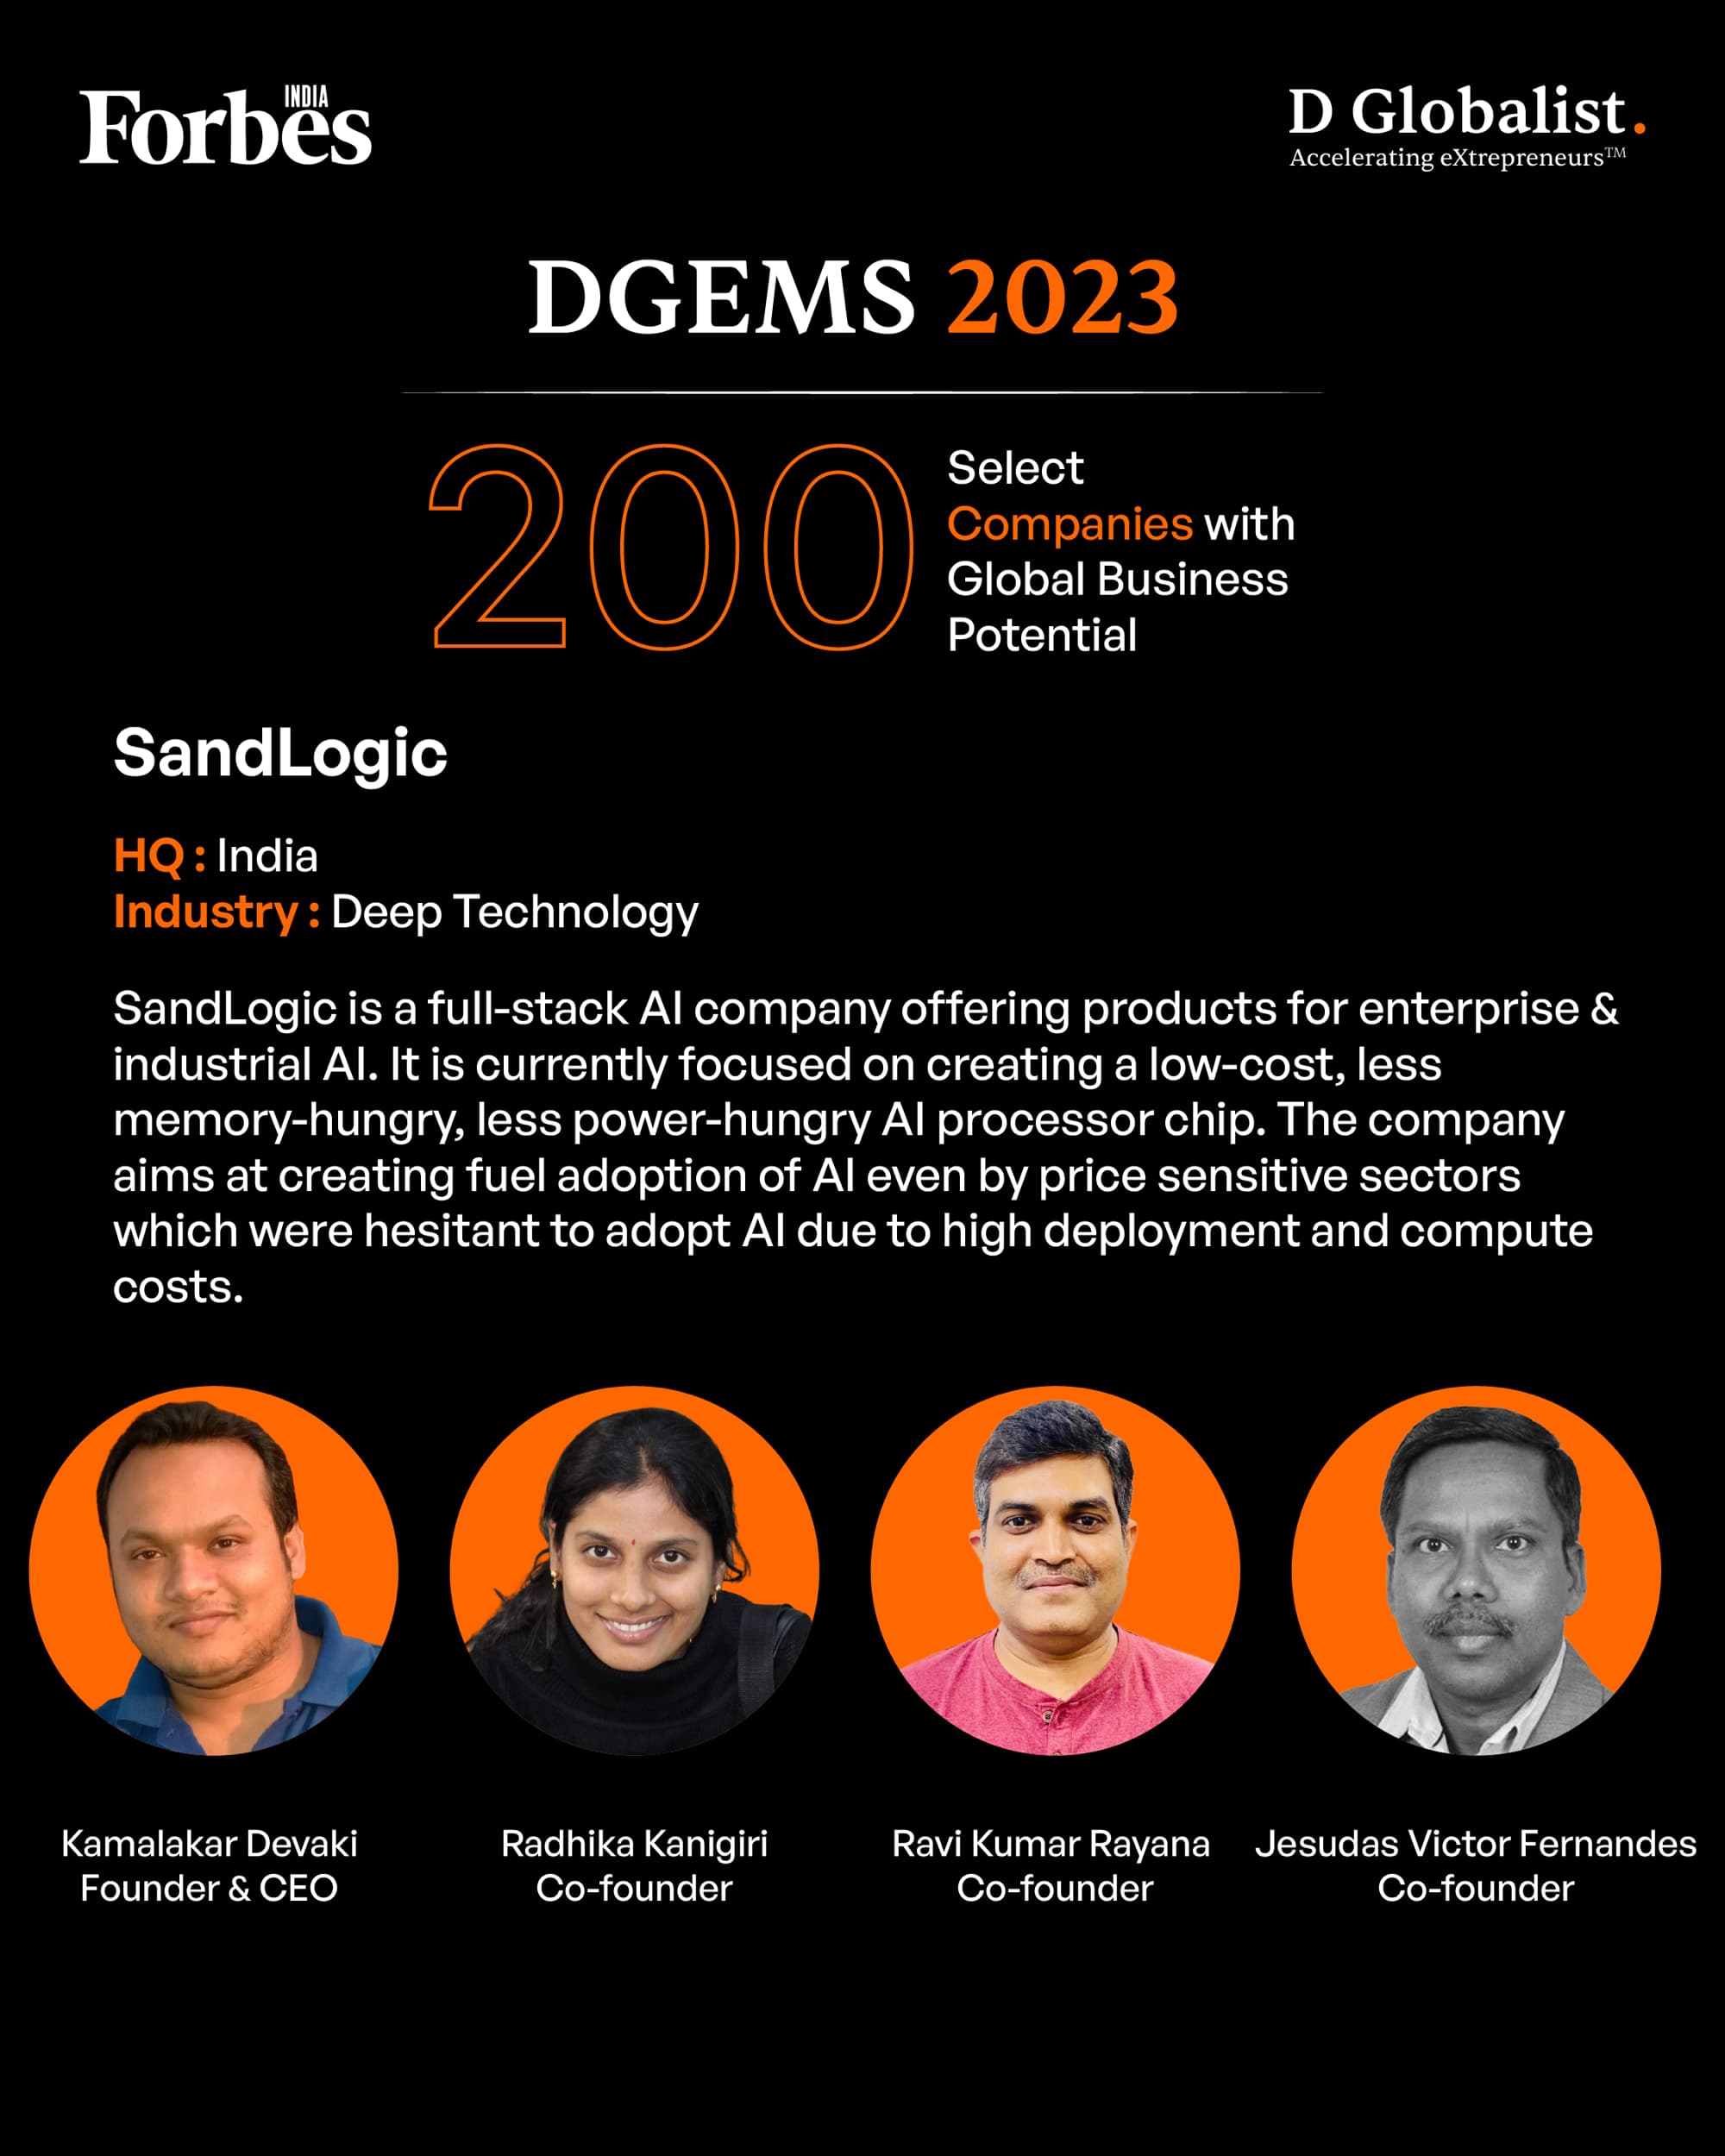 Forbes INDIA
D Globalist.
Accelerating eXtrepreneurs™
DGEMS 2023
200
Select
Companies with
Global Business
Potential
SandLogic
HQ : India
Industry : Deep Technology
SandLogic is a full-stack AI company offering products for enterprise &
industrial AI. It is currently focused on creating a low-cost, less
memory-hungry, less power-hungry AI processor chip. The company
aims at creating fuel adoption of AI even by price sensitive sectors
which were hesitant to adopt AI due to high deployment and compute
costs.
Kamalakar Devaki
Founder & CEO
Radhika Kanigiri
Co-founder
Ravi Kumar Rayana
Co-founder
Jesudas Victor Fernandes
Co-founder